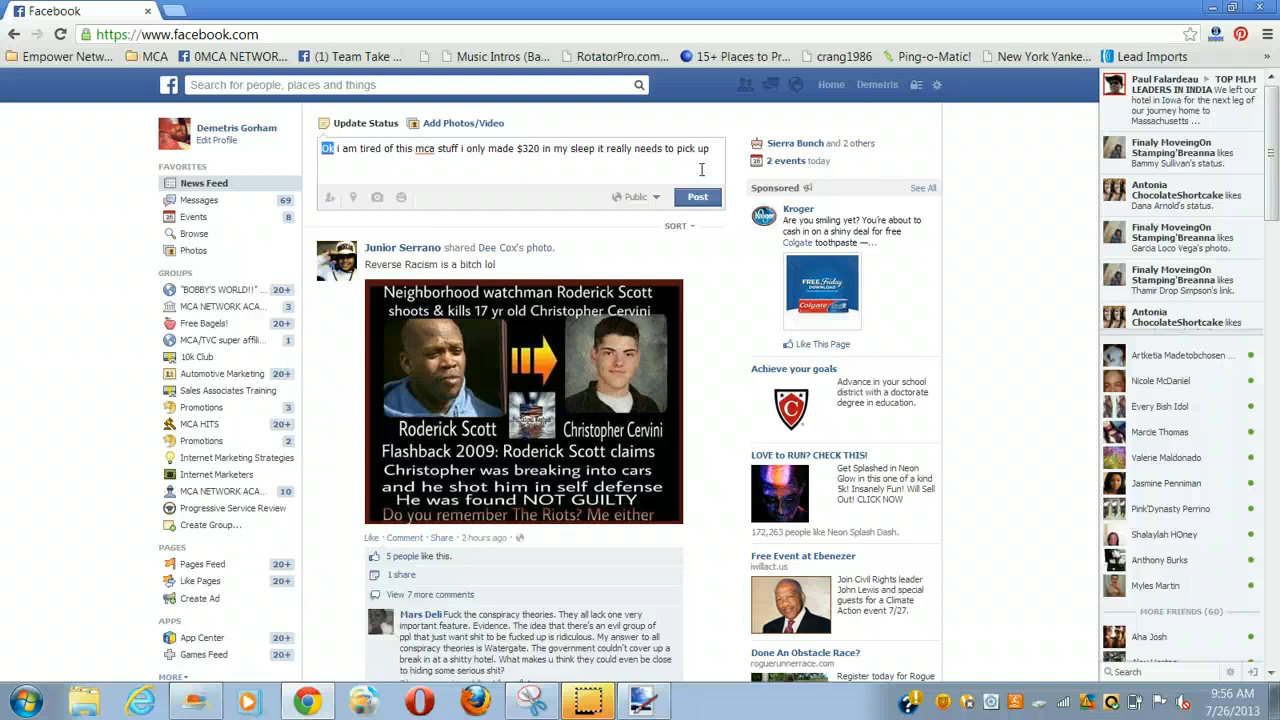 Facebook
https://www.facebook.com
Empower Netwo...
MCA
0MCA NETWOR...
(1) Team Take ...
Music Intros (Ba...
RotatorPro.com...
15+ Places to Pr...
crang1986
Ping-o-Matic!
New York Yanke...
Lead Imports
Search for people, places and things
Home
Demetris
Demetris Gorham
Edit Profile
FAVORITES
News Feed
Messages 69
Events 8
Browse
Photos
GROUPS
"BOBBY'S WORLD!!" ... 20+
MCA NETWORK ACA... 3
Free Bagels! 20+
MCA/TVC super affili... 1
10k Club
Automotive Marketing 20+
Sales Associates Training
Promotions 3
MCA HITS 20+
Promotions 2
Internet Marketing Strategies
Internet Marketers
MCA NETWORK ACA... 10
Progressive Service Review
Create Group...
PAGES
Pages Feed 20+
Like Pages 20+
Create Ad
APPS
App Center 20+
Games Feed 20+
MORE
Update Status
Add Photos/Video
Ok i am tired of this mca stuff i only made $320 in my sleep it really needs to pick up
Public
Post
SORT
Junior Serrano shared Dee Cox's photo.
Reverse Racism is a bitch lol
Neighborhood watchman Roderick Scott
shoots & kills 17 yr old Christopher Cervini
Roderick Scott
Christopher Cervini
Flashback 2009: Roderick Scott claims
Christopher was breaking into cars
and he shot him in self defense
He was found NOT GUILTY
Do you remember The Riots? Me either
Like · Comment · Share · 2 hours ago ·
5 people like this.
1 share
View 7 more comments
Mars Deli Fuck the conspiracy theories. They all lack one very
important feature. Evidence. The idea that there's an evil group of
ppl that just want shit to be fucked up is ridiculous. My answer to all
conspiracy theories is Watergate. The government couldn't cover up a
break in at a shitty hotel. What makes u think they could even be close
to hiding some serious shit?
Sierra Bunch and 2 others
2 events today
Sponsored
See All
Kroger
Are you smiling yet? You're about to
cash in on a shiny deal for free
Colgate toothpaste —...
FREE Friday
DOWNLOAD
Colgate
Like This Page
Achieve your goals
Advance in your school
district with a doctorate
degree in education.
C
LOVE to RUN? CHECK THIS!
Get Splashed in Neon
Glow in this one of a kind
5k! Insanely Fun! Will Sell
Out! CLICK NOW
172,263 people like Neon Splash Dash.
Free Event at Ebenezer
iwillact.us
Join Civil Rights leader
John Lewis and special
guests for a Climate
Action event 7/27.
Done An Obstacle Race?
roguerunnerrace.com
Register today for Rogue
Paul Falardeau TOP MLM
LEADERS IN INDIA We left our
hotel in Iowa for the next leg of
our journey home to
Massachusetts...
Finaly MoveingOn
Stamping'Breanna likes
Bammy Sullivan's status.
Antonia
ChocolateShortcake likes
Dana Arnold's status.
Finaly MoveingOn
Stamping'Breanna likes
Garcia Loco Vega's photo.
Finaly MoveingOn
Stamping'Breanna likes
Thamir Drop Simpson's link.
Antonia
ChocolateShortcake likes
Artketia Madetobchosen ...
Nicole McDaniel
Every Bish Idol
Marcie Thomas
Valerie Maldonado
Jasmine Penniman
Pink'Dynasty Perrino
Shalaylah HOney
Anthony Burks
Myles Martin
MORE FRIENDS (60)
Aha Josh
Search
9:56 AM
7/26/2013